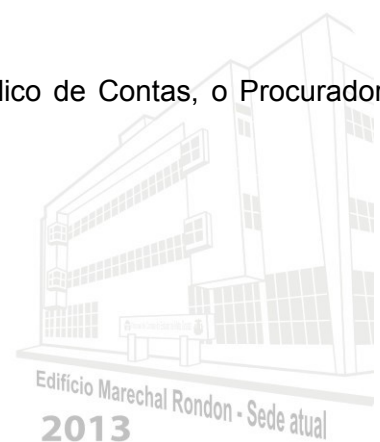 lico de Contas, o Procurador
Edifício Marechal Rondon - Sede atual
2013